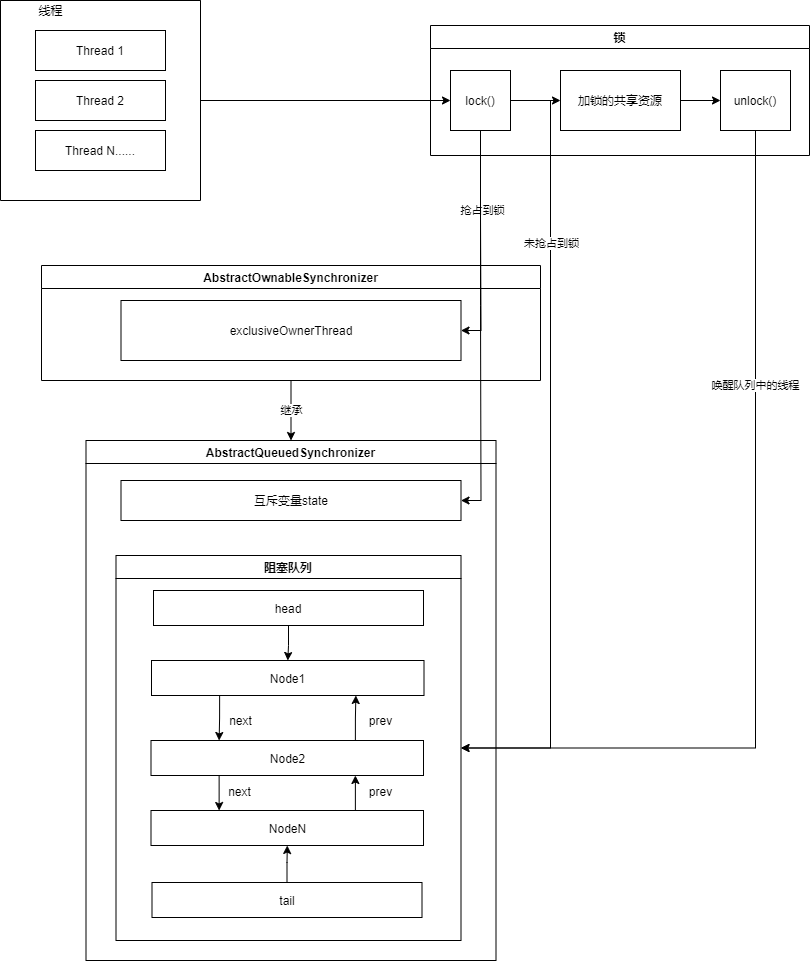 线程
Thread 1
Thread 2
Thread N......
锁
lock()
加锁的共享资源
unlock()
抢占到锁
未抢占到锁
AbstractOwnableSynchronizer
exclusiveOwnerThread
唤醒队列中的线程
继承
AbstractQueuedSynchronizer
互斥变量state
阻塞队列
head
Node1
next
prev
Node2
next
prev
NodeN
tail